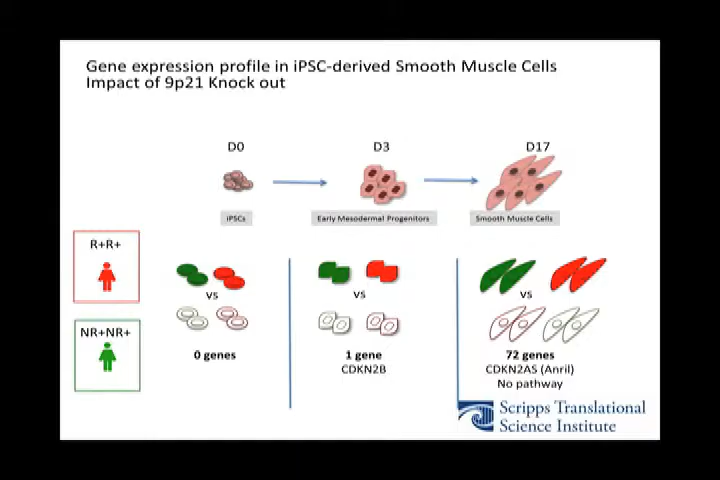 Gene expression profile in iPSC-derived Smooth Muscle Cells
Impact of 9p21 Knock out
D0
D3
D17
iPSCs
Early Mesodermal Progenitors
Smooth Muscle Cells
R+R+
NR+NR+
vs
vs
vs
0 genes
1 gene
CDKN2B
72 genes
CDKN2AS (Anril)
No pathway
Scripps Translational
Science Institute